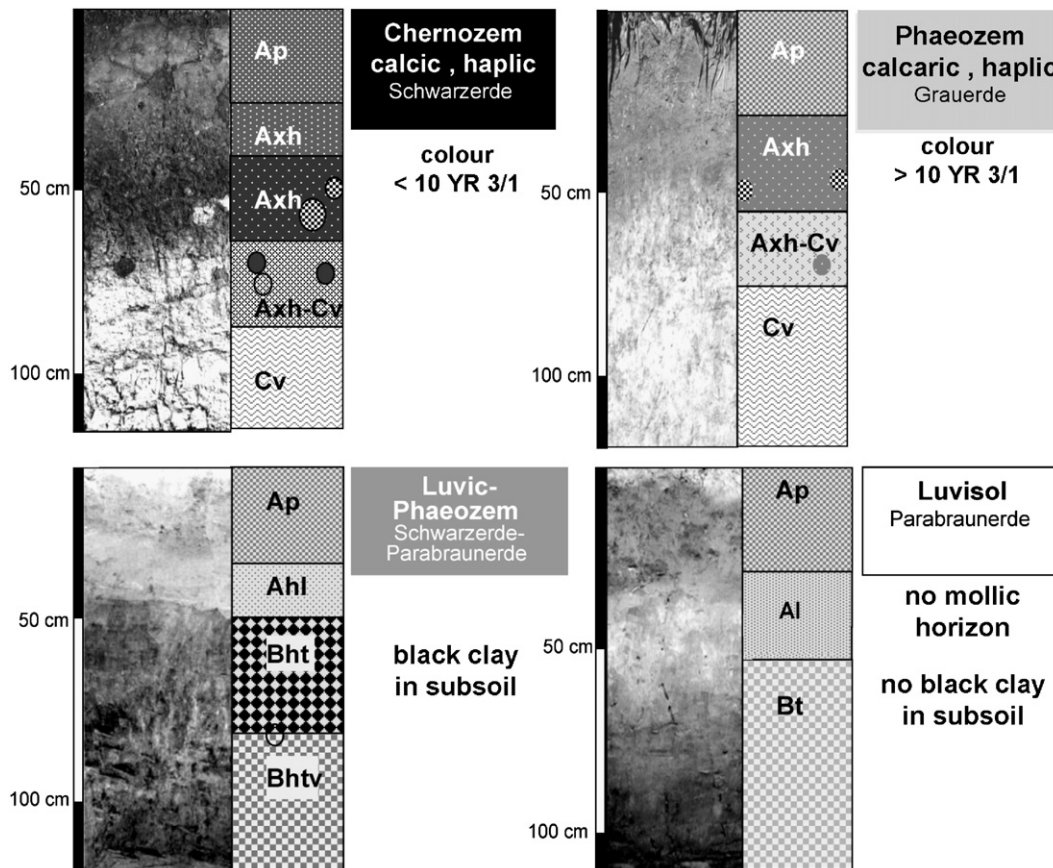 Ap
Axh
Axh
Axh-Cv
Cv
50 cm
100 cm
Chernozem
calcic , haplic
Schwarzerde
colour
< 10 YR 3/1
Ap
Axh
Axh-Cv
Cv
50 cm
100 cm
Phaeozem
calcaric , haplic
Grauerde
colour
> 10 YR 3/1
Ap
Ahl
Bht
Bhtv
50 cm
100 cm
Luvic-
Phaeozem
Schwarzerde-
Parabraunerde
black clay
in subsoil
Ap
Al
Bt
50 cm
100 cm
Luvisol
Parabraunerde
no mollic
horizon
no black clay
in subsoil